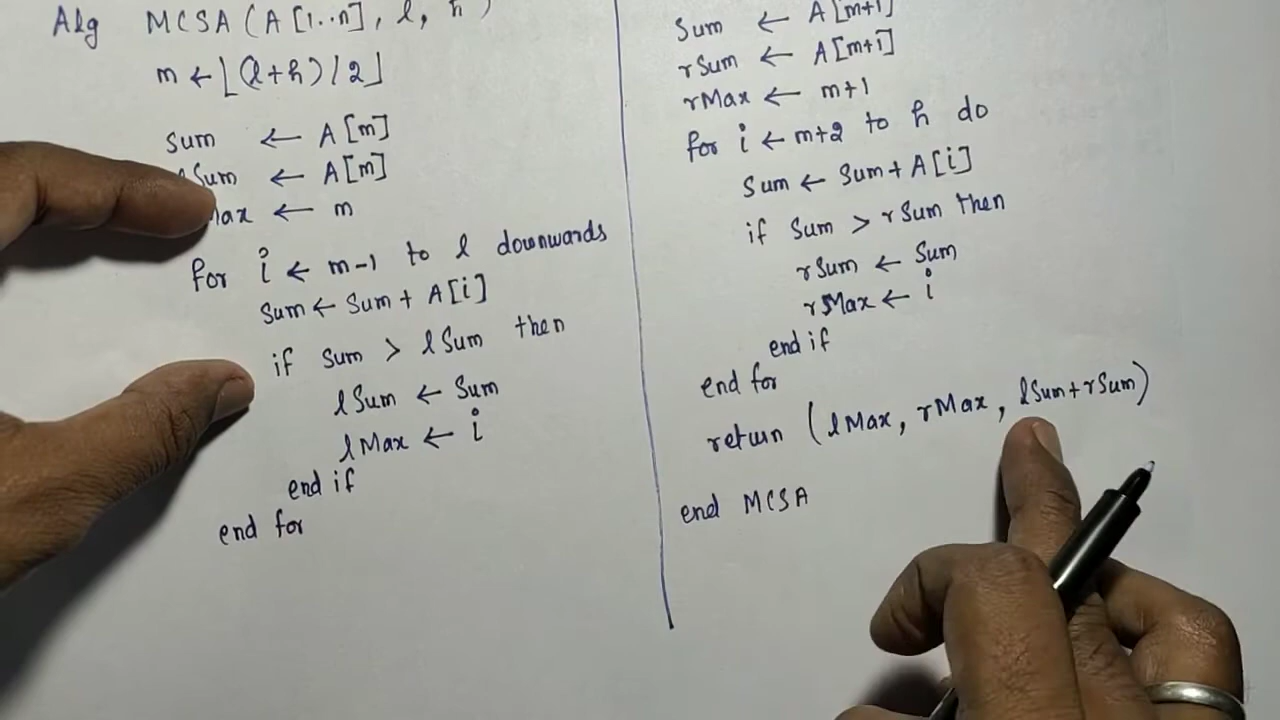 Alg MCSA (A [1..n], l, h )
m ← ⌊(l+h)/2⌋
Sum ← A[m]
lSum ← A[m]
Max ← m
for i ← m-1 to l downwards
Sum ← Sum + A[i]
if Sum > lSum then
lSum ← Sum
lMax ← i
end if
end for
Sum ← A[m+1]
rSum ← A[m+1]
rMax ← m+1
for i ← m+2 to h do
Sum ← Sum + A[i]
if Sum > rSum then
rSum ← Sum
rMax ← i
end if
end for
return (lMax, rMax, lSum+rSum)
end MCSA